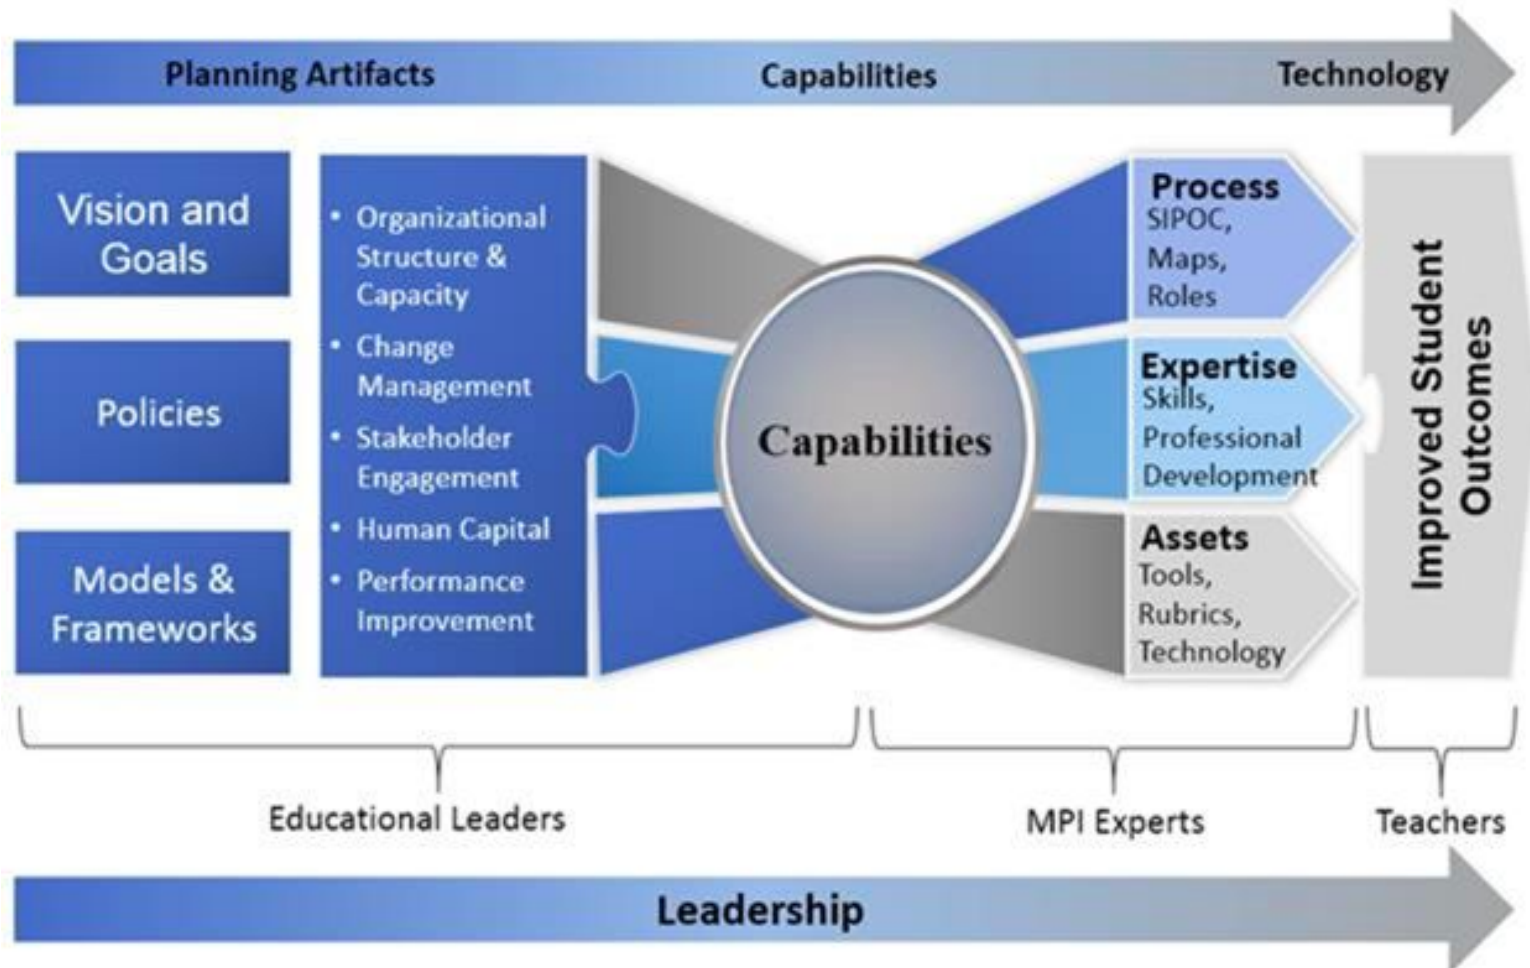 Planning Artifacts
Capabilities
Technology
Vision and
Goals
Policies
Models &
Frameworks
• Organizational
Structure &
Capacity
• Change
Management
• Stakeholder
Engagement
• Human Capital
• Performance
Improvement
Capabilities
Process
SIPOC,
Maps,
Roles
Expertise
Skills,
Professional
Development
Assets
Tools,
Rubrics,
Technology
Improved Student
Outcomes
Educational Leaders
MPI Experts
Teachers
Leadership